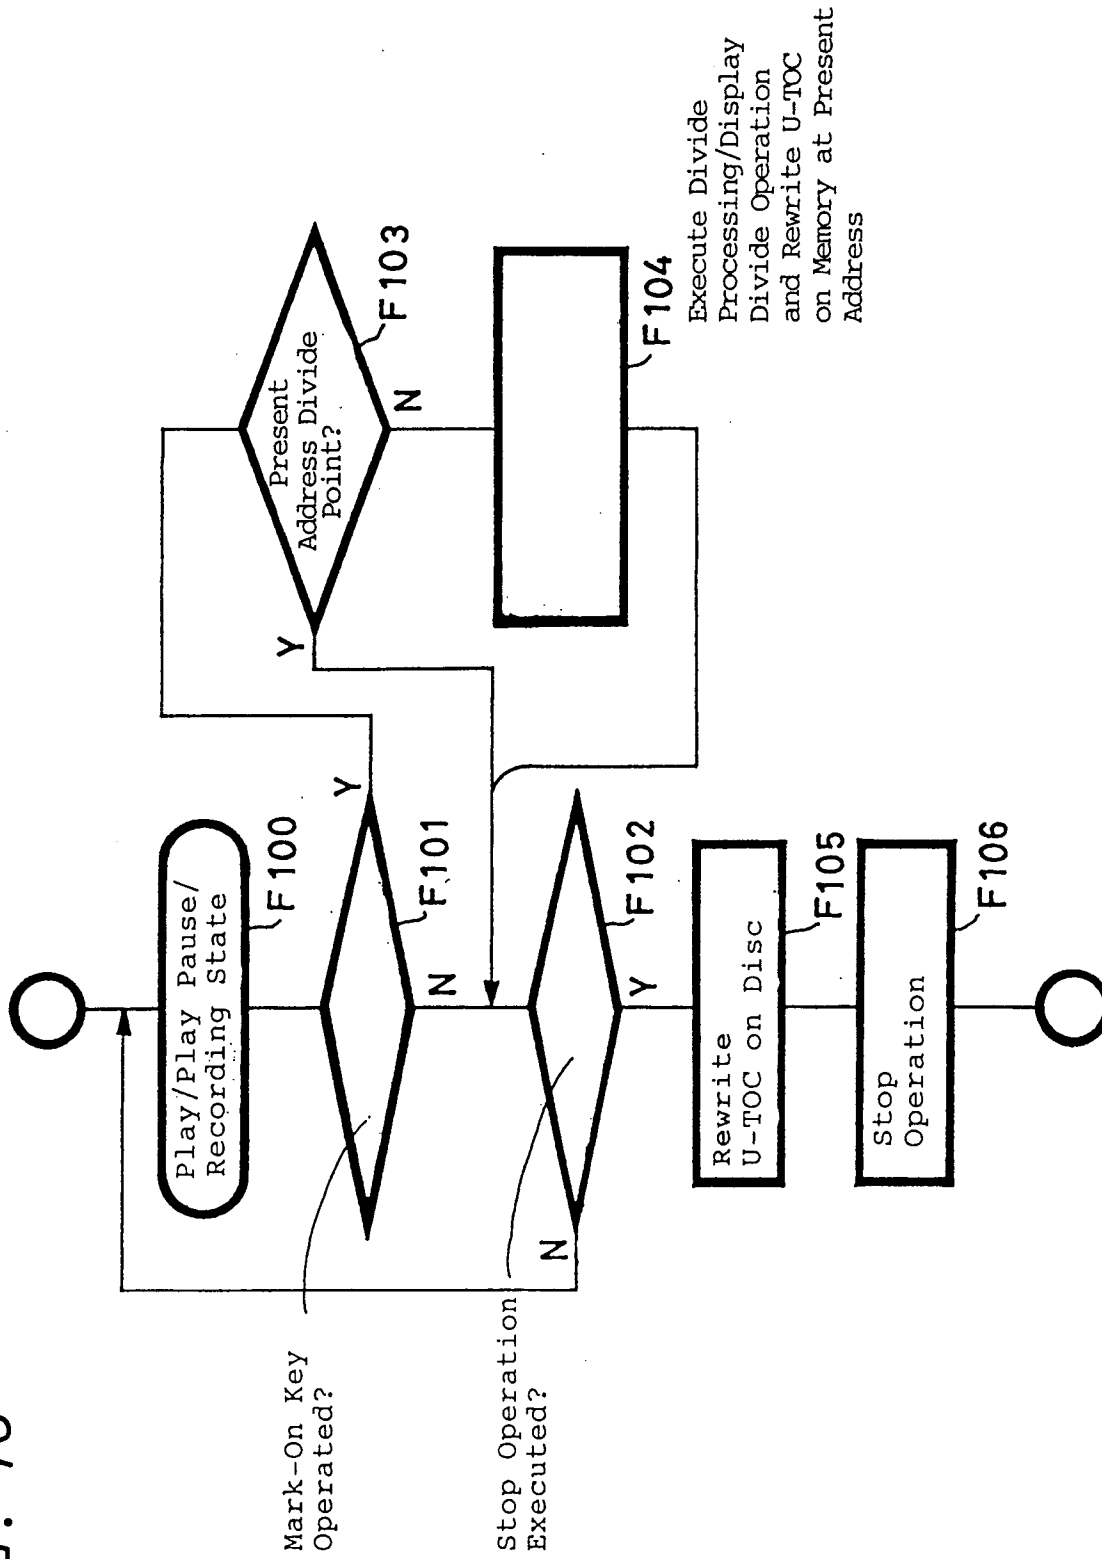 Play/Play Pause/
Recording State
F100
Mark-On Key
Operated?
Y
F101
N
Present
Address Divide
Point?
F103
Y
N
F104
Execute Divide
Processing/Display
Divide Operation
and Rewrite U-TOC
on Memory at Present
Address
Stop Operation
Executed?
F102
N
Y
Rewrite
U-TOC on Disc
F105
Stop
Operation
F106